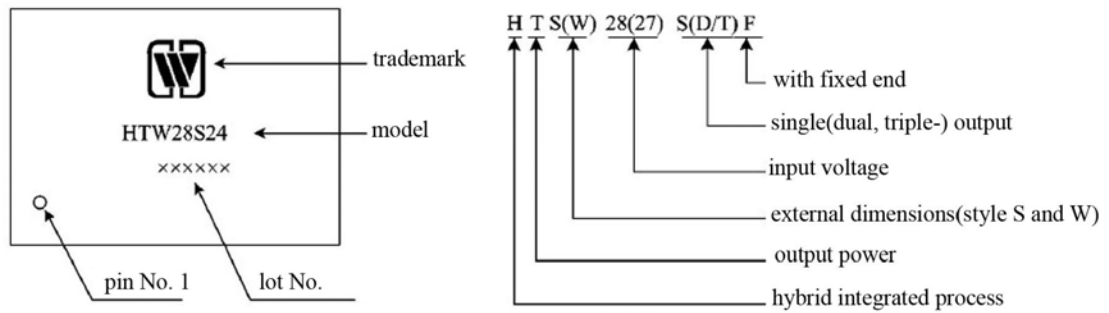 trademark
HTW28S24
model
××××××
pin No. 1
lot No.
H T S(W) 28(27) S(D/T) F
with fixed end
single(dual, triple-) output
input voltage
external dimensions(style S and W)
output power
hybrid integrated process